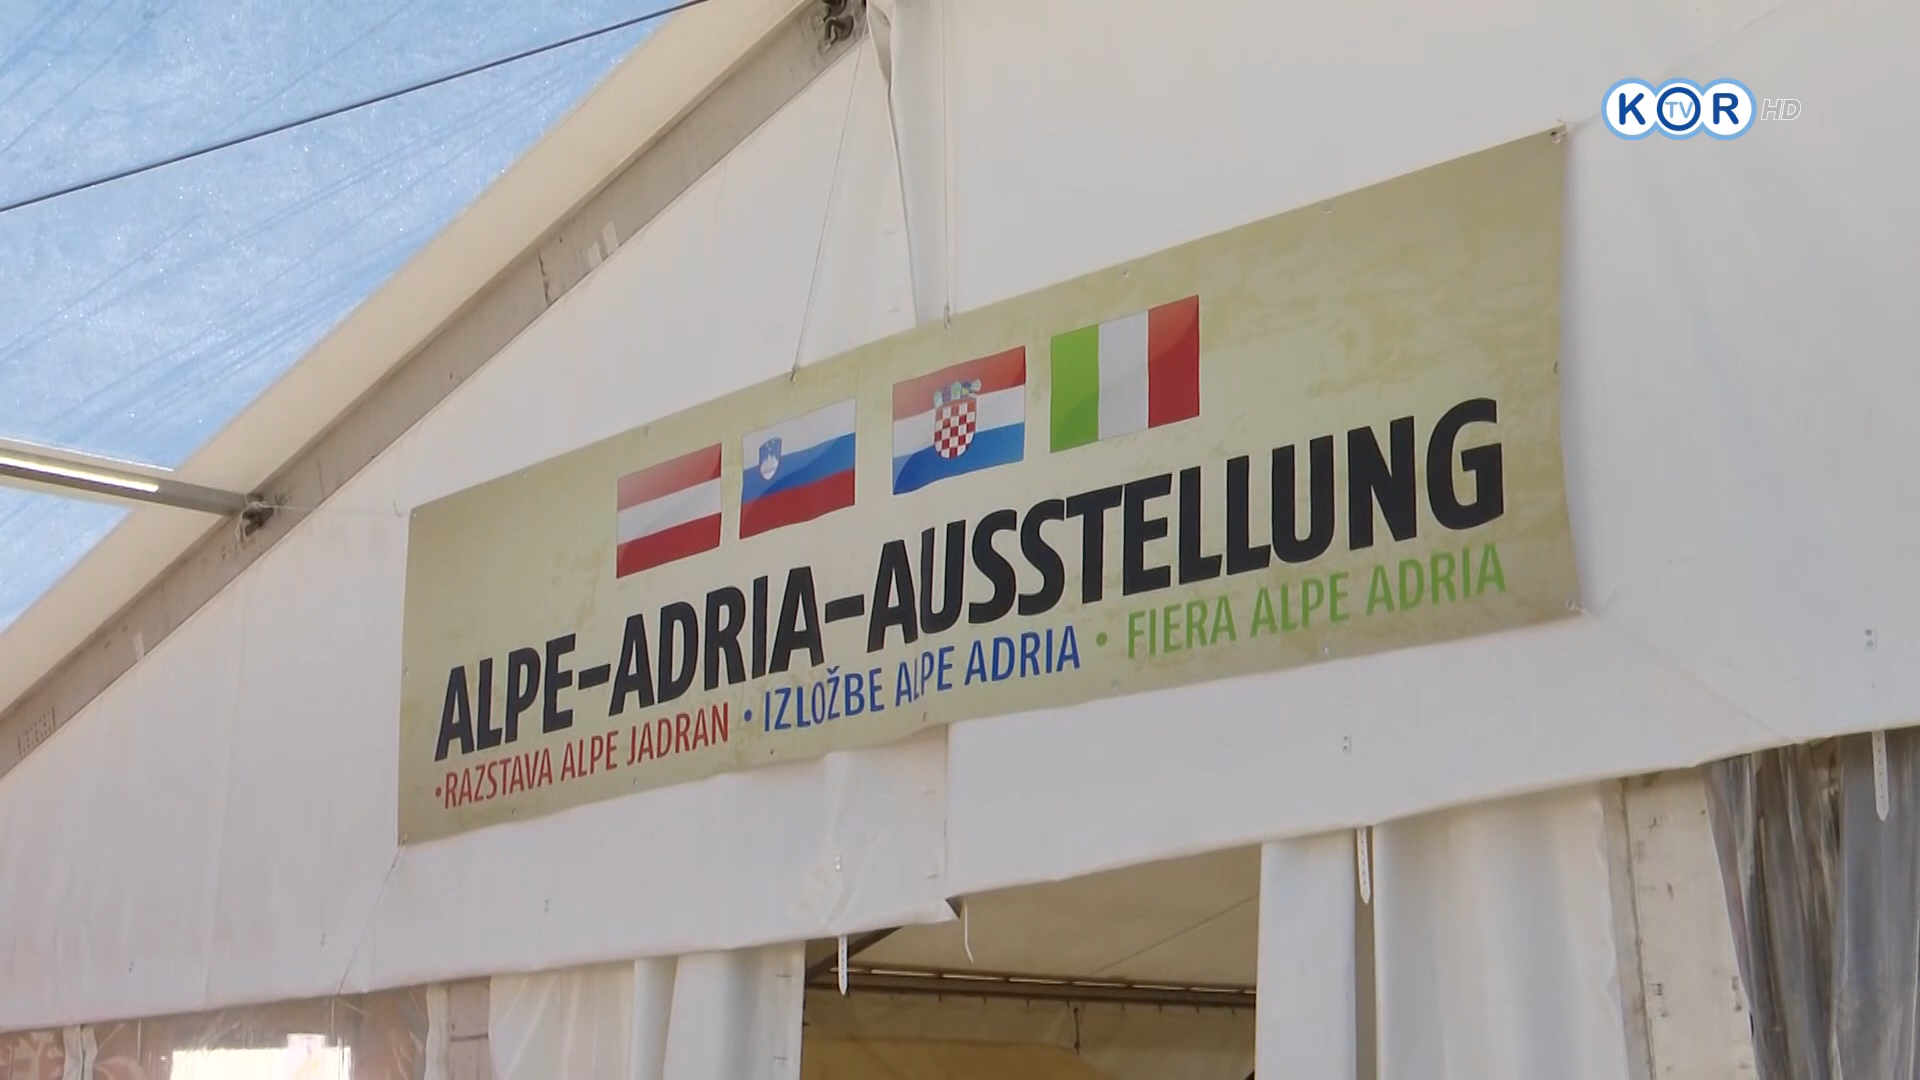 KOR TV HD
ALPE-ADRIA-AUSSTELLUNG
•RAZSTAVA ALPE JADRAN • IZLOŽBE ALPE ADRIA • FIERA ALPE ADRIA